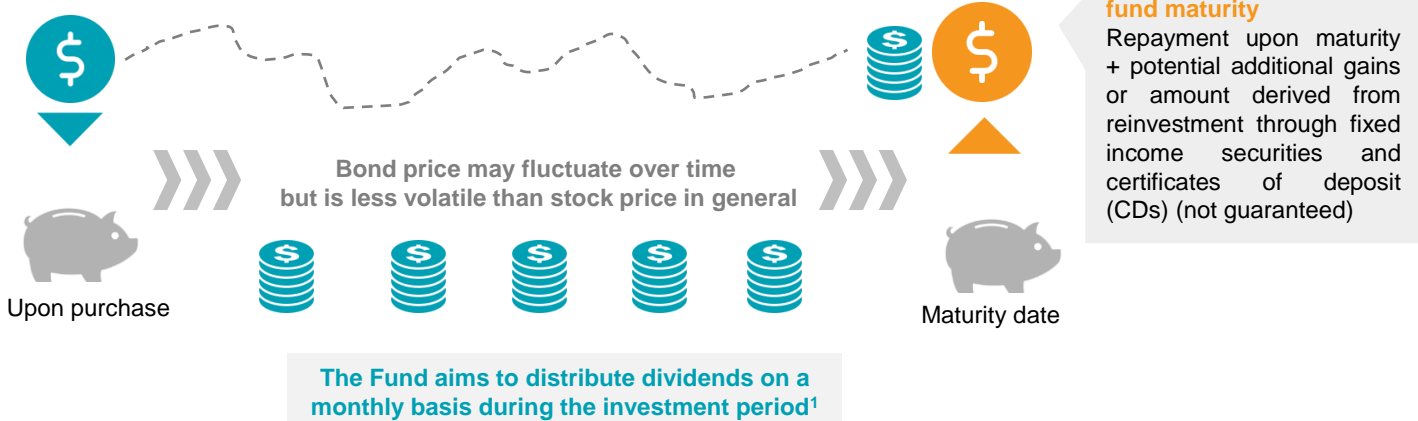 fund maturity
Repayment upon maturity
+ potential additional gains
or amount derived from
reinvestment through fixed
income securities and
certificates of deposit
(CDs) (not guaranteed)
$
$
$
Bond price may fluctuate over time
but is less volatile than stock price in general
$ $ $ $ $
Upon purchase
Maturity date
The Fund aims to distribute dividends on a
monthly basis during the investment period¹